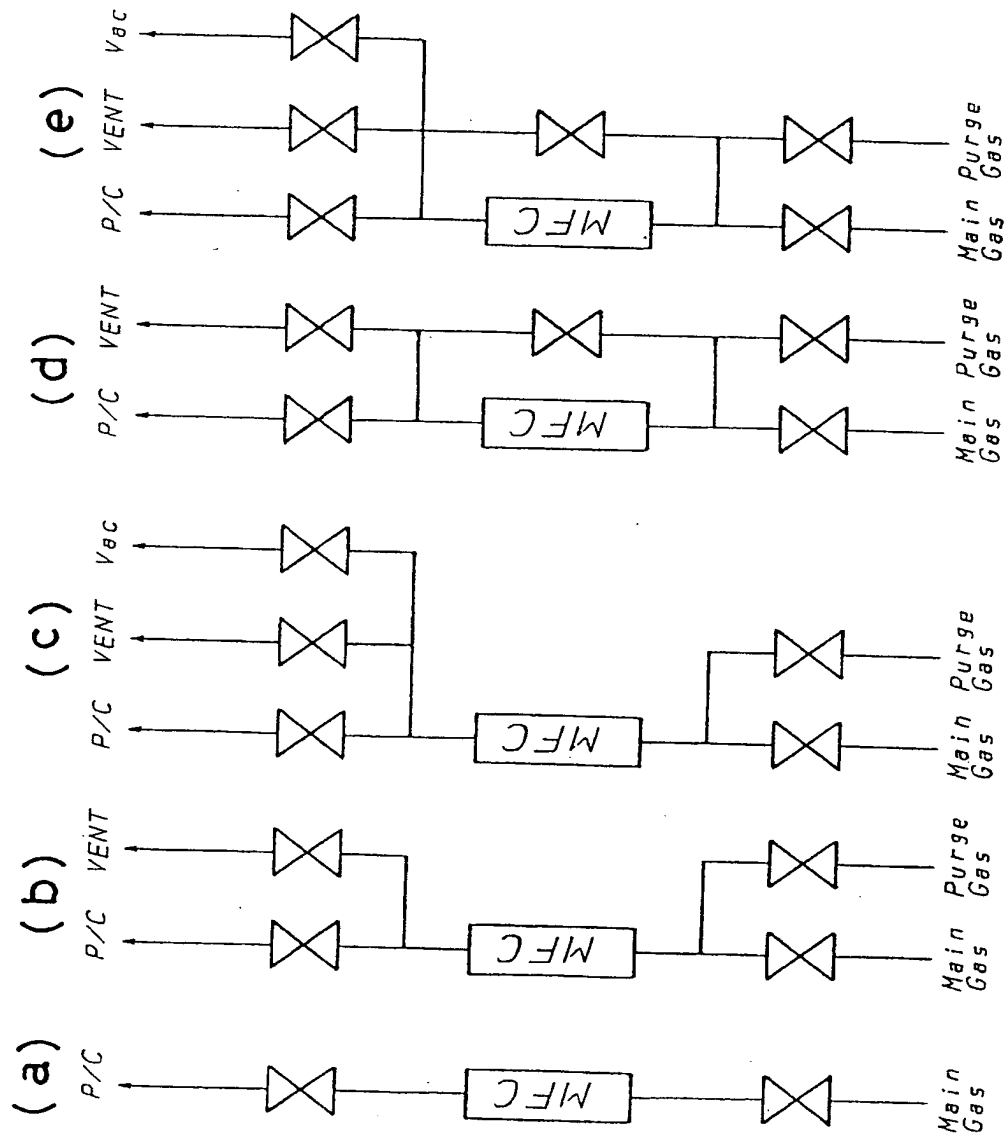 (a)
P/C
MFC
Main
Gas
(b)
P/C VENT
MFC
Main Purge
Gas Gas
(c)
P/C VENT Vac
MFC
Main Purge
Gas Gas
(d)
P/C VENT
MFC
Main Purge
Gas Gas
(e)
P/C VENT Vac
MFC
Main Purge
Gas Gas